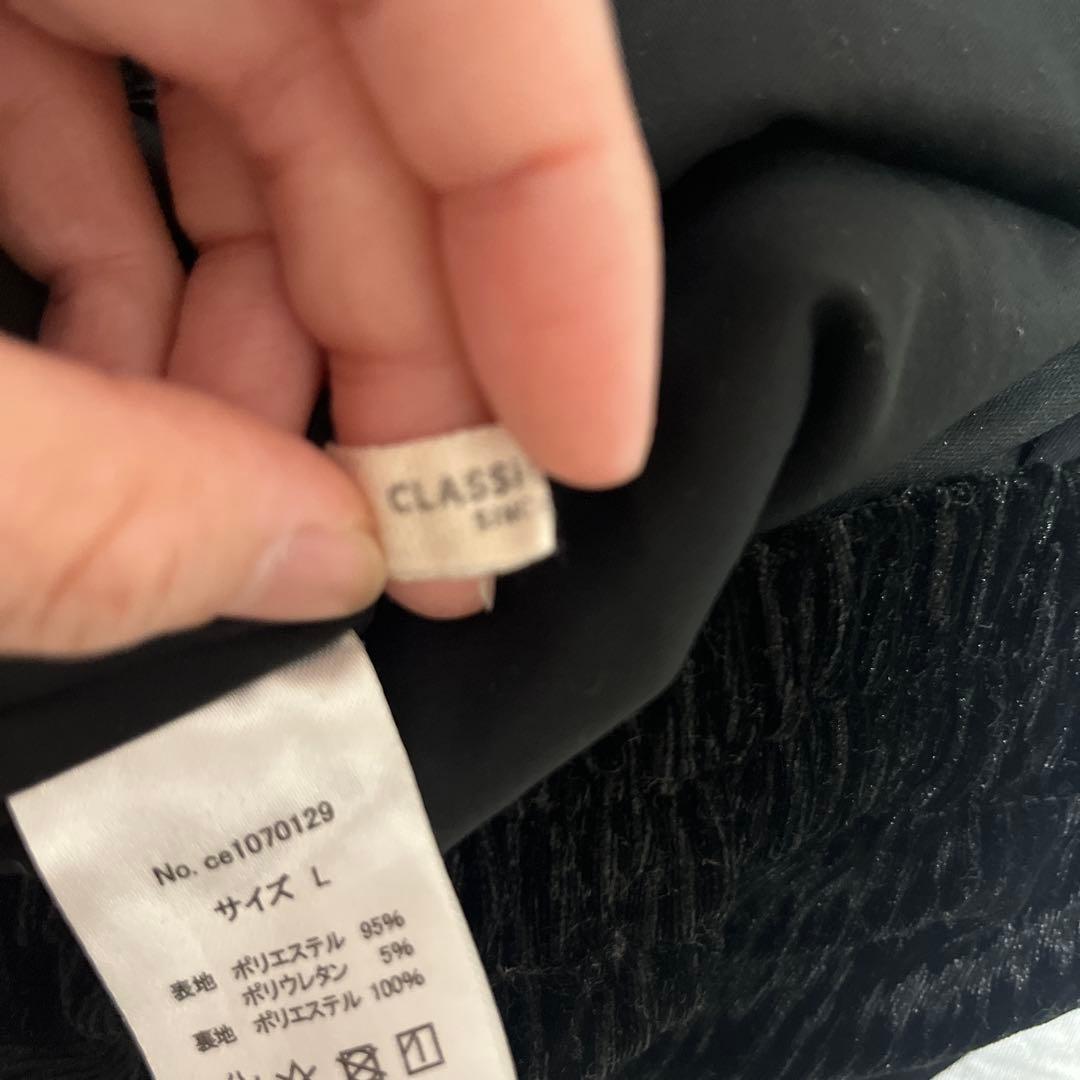 CLASSI
No. ce1070129
サイズ L
表地 ポリエステル 95%
ポリウレタン 5%
裏地 ポリエステル 100%